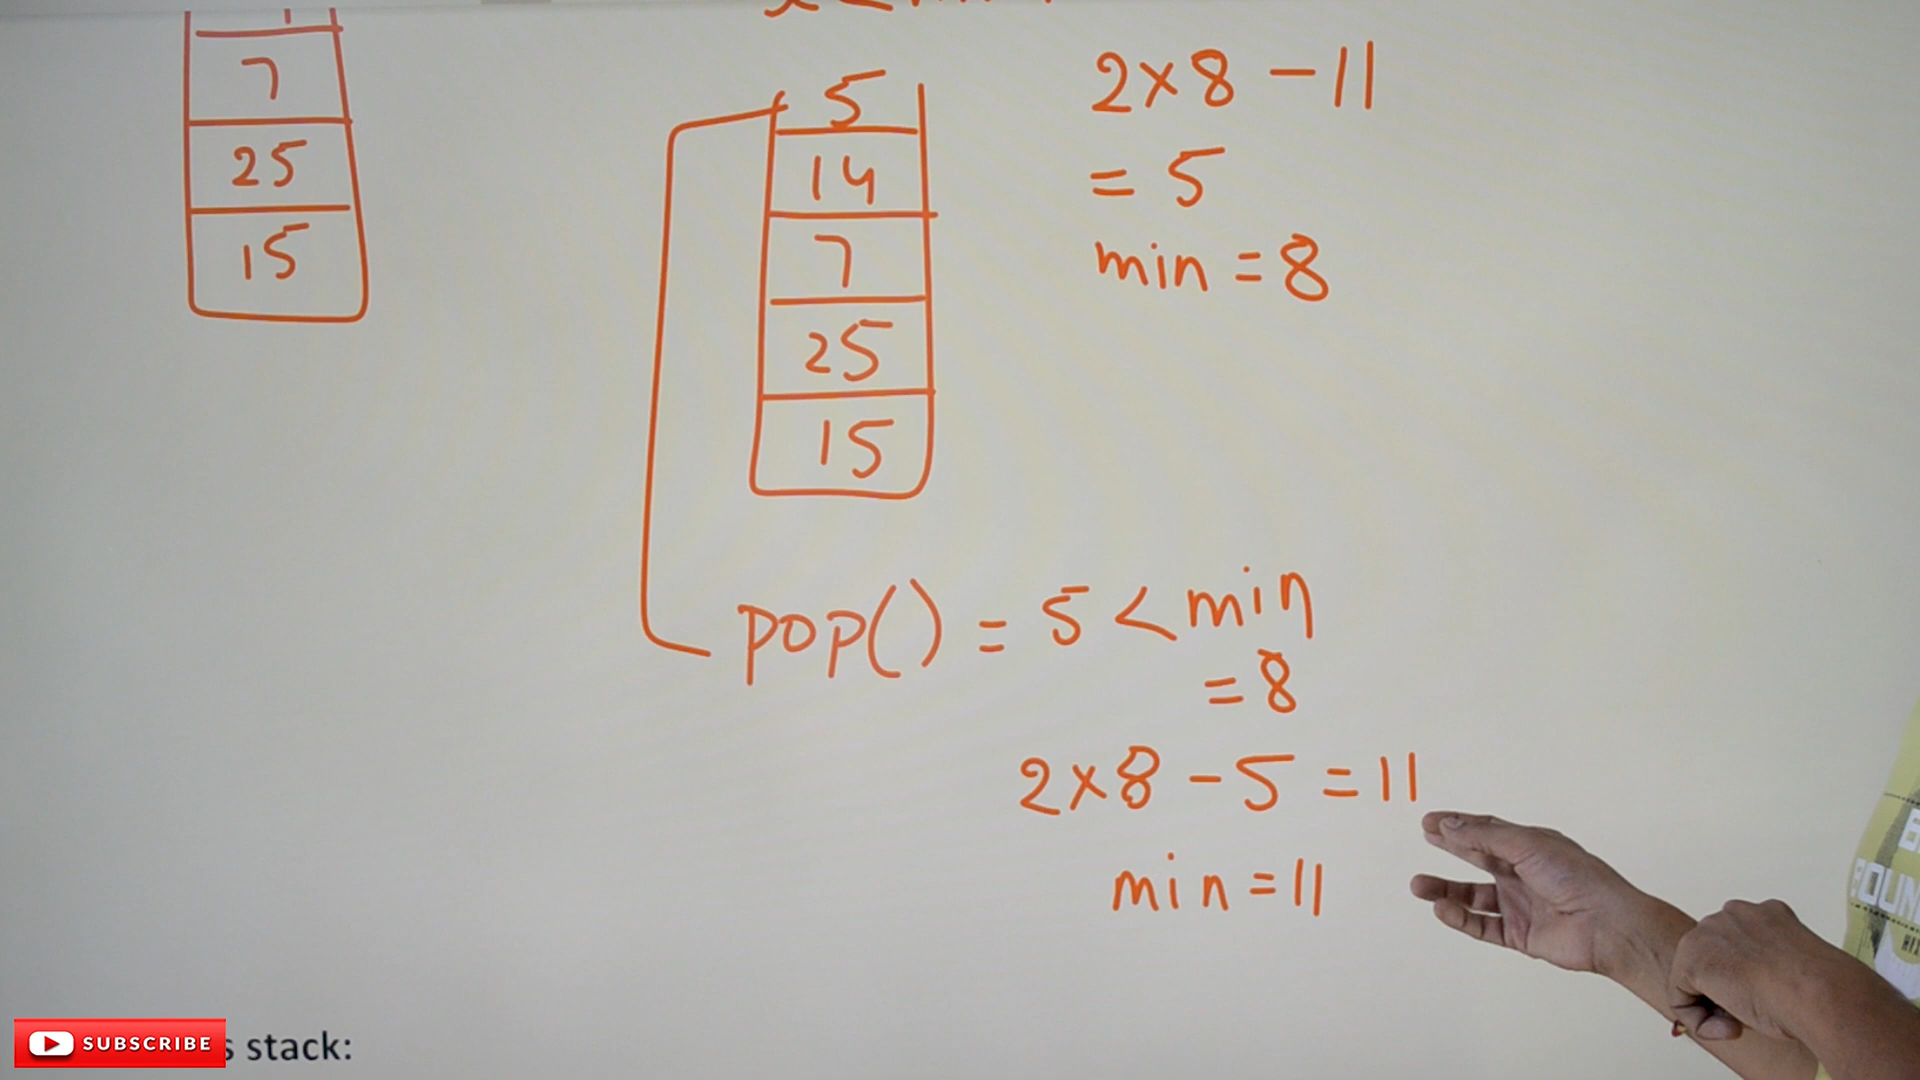 7
25
15
5
14
7
25
15
2×8-11
= 5
min = 8
pop() = 5 < min
= 8
2×8-5=11
min=11
SUBSCRIBE
s stack: